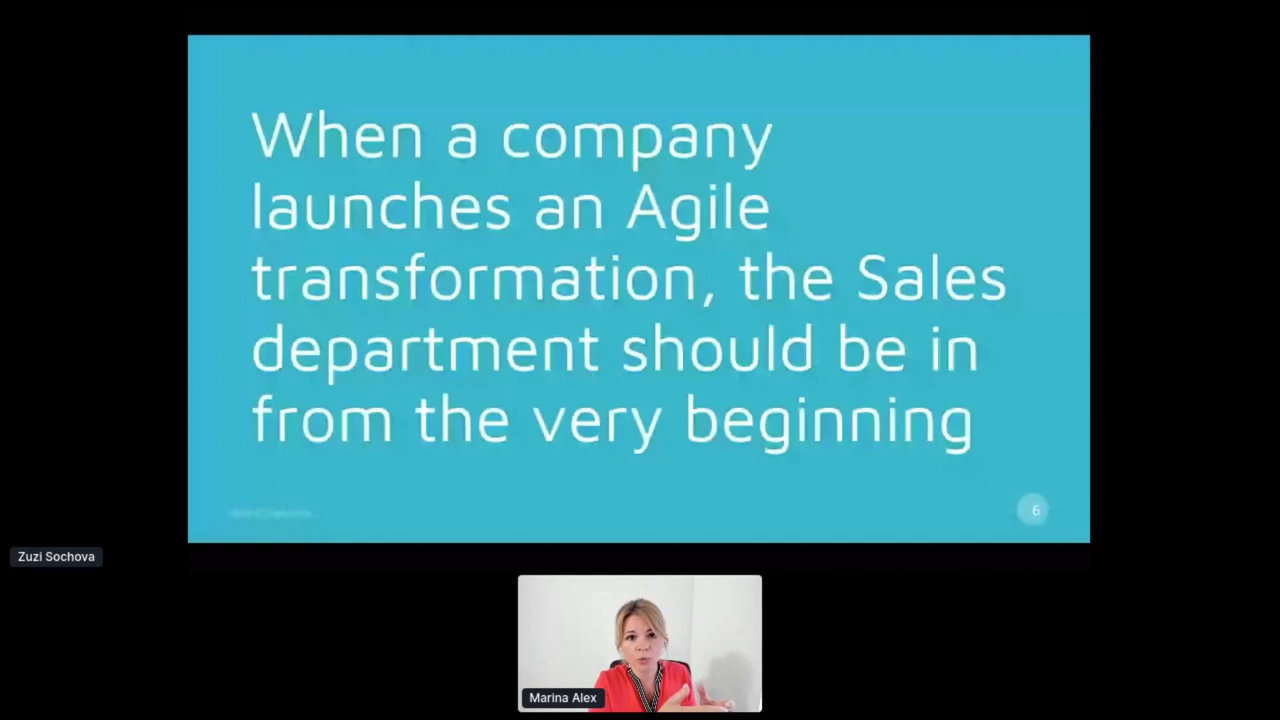 When a company
launches an Agile
transformation, the Sales
department should be in
from the very beginning
6
Zuzi Sochova
Marina Alex